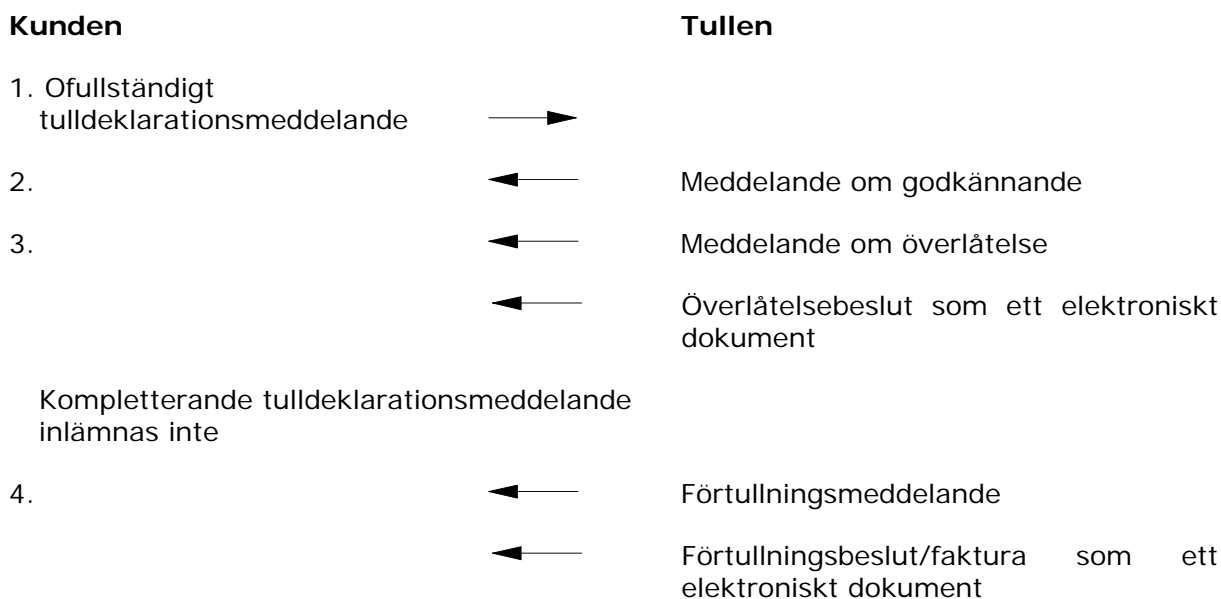 Kunden Tullen
1. Ofullständigt
tulldeklarationsmeddelande
2. Meddelande om godkännande
3. Meddelande om överlåtelse
Överlåtelsebeslut som ett elektroniskt
dokument
Kompletterande tulldeklarationsmeddelande
inlämnas inte
4. Förtullningsmeddelande
Förtullningsbeslut/faktura som ett
elektroniskt dokument